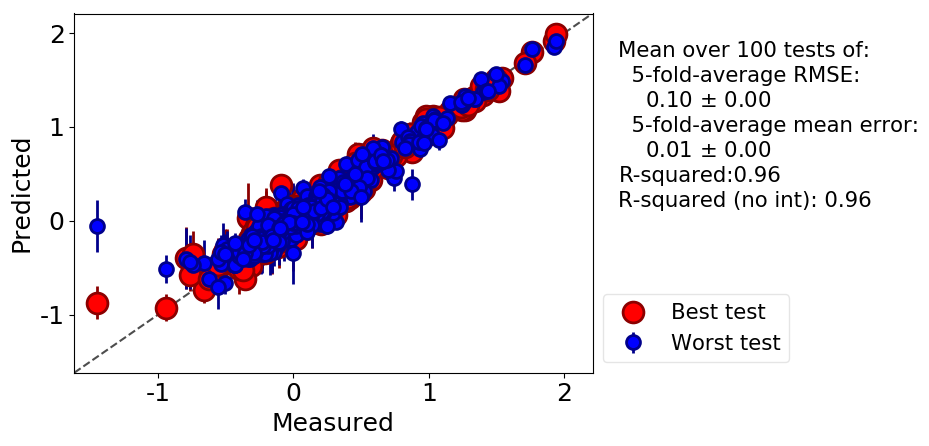 2
1
0
-1
Predicted
-1 0 1 2
Measured
Mean over 100 tests of:
5-fold-average RMSE:
0.10 ± 0.00
5-fold-average mean error:
0.01 ± 0.00
R-squared:0.96
R-squared (no int): 0.96
Best test
Worst test